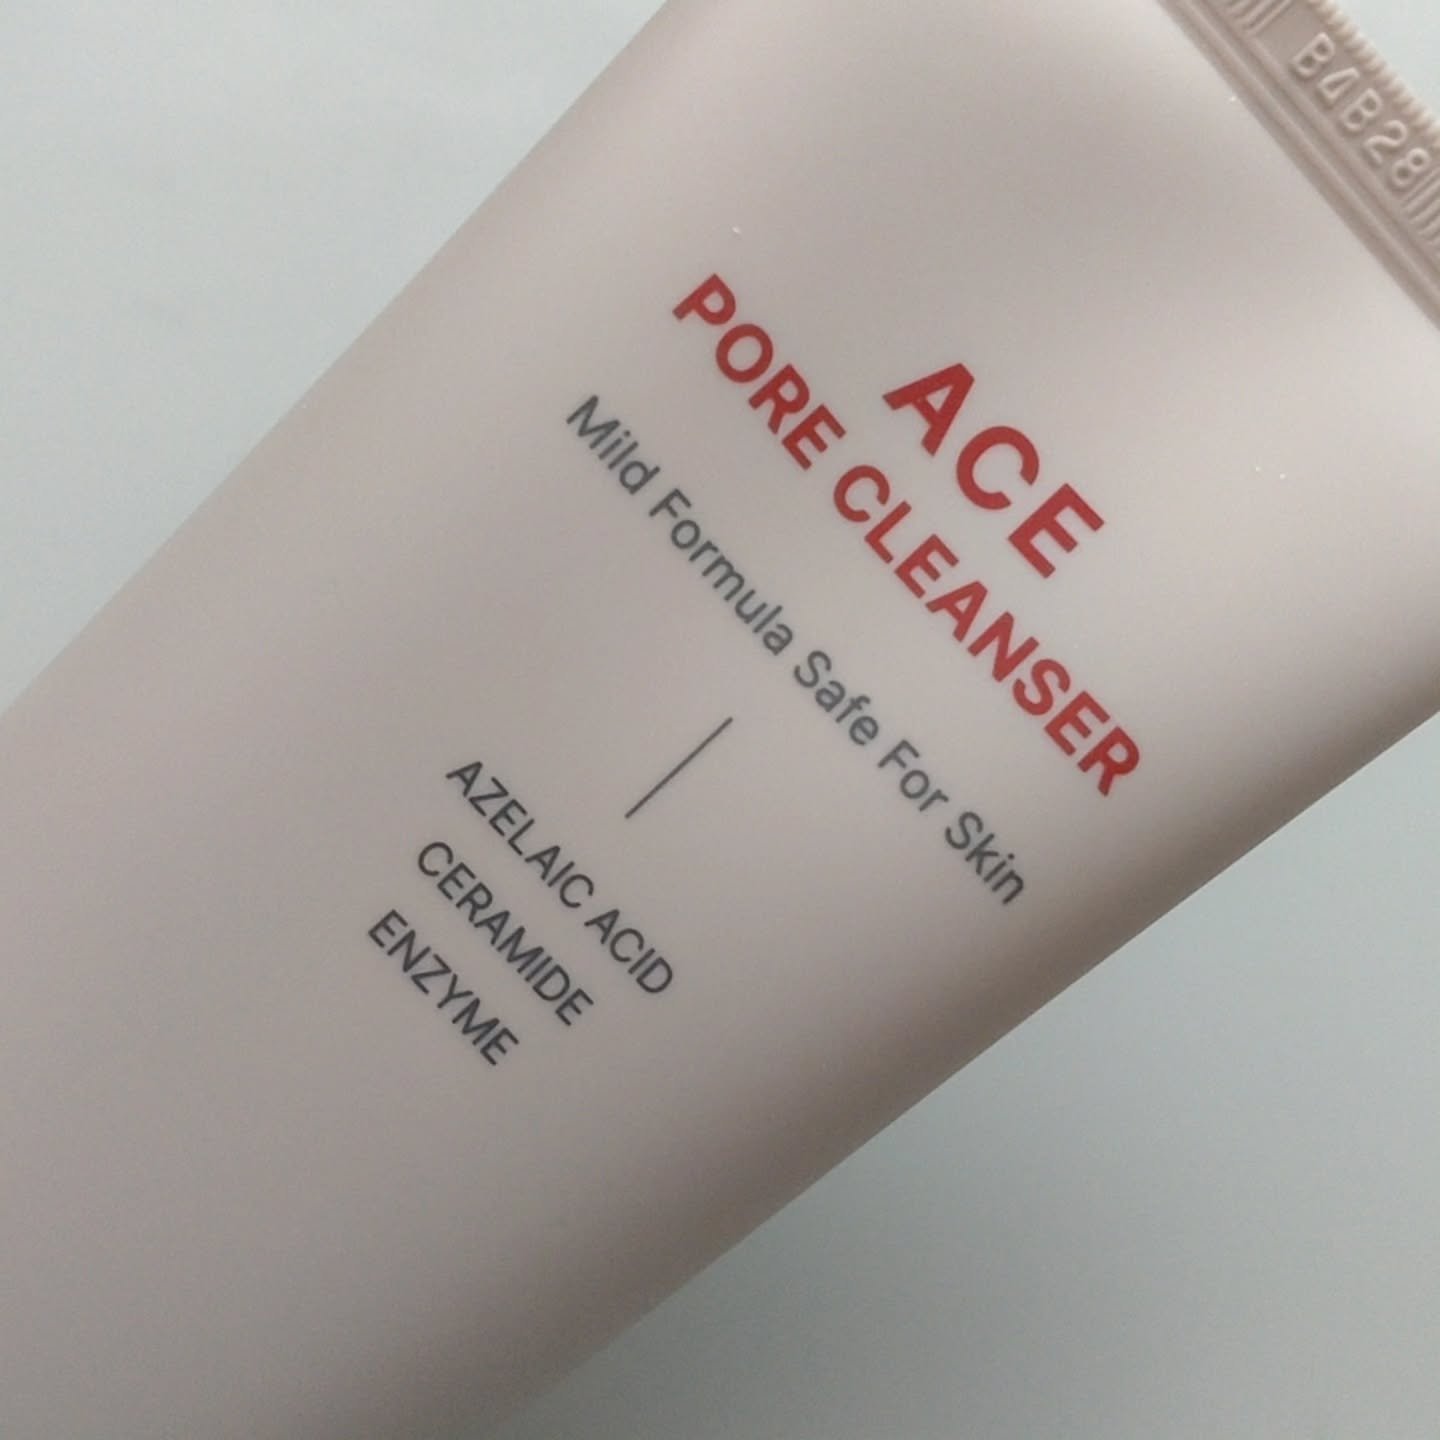 B4B28
ACE
PORE CLEANSER
Mild Formula Safe For Skin
AZELAIC ACID
CERAMIDE
ENZYME